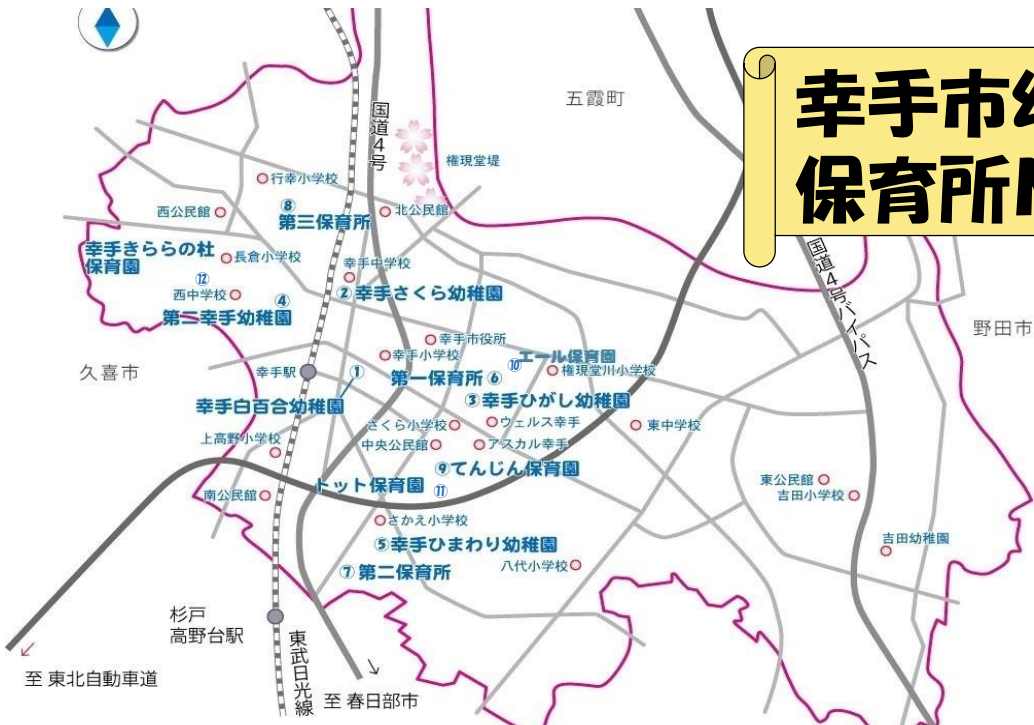 幸手市幼
保育所
五霞町
国道4号
権現堂堤
行幸小学校
西公民館
⑧
第三保育所
北公民館
幸手きららの杜
保育園
長倉小学校
幸手中学校
国道4号バイパス
⑫
西中学校
④
② 幸手さくら幼稚園
第二幸手幼稚園
野田市
幸手市役所
幸手小学校
エール保育園
⑩
久喜市
幸手駅
①
第一保育所 ⑥
権現堂川小学校
幸手白百合幼稚園
③ 幸手ひがし幼稚園
さくら小学校
ウェルス幸手
東中学校
上高野小学校
中央公民館
アスカル幸手
⑨てんじん保育園
トット保育園
⑪
東公民館
南公民館
吉田小学校
さかえ小学校
⑤幸手ひまわり幼稚園
吉田幼稚園
⑦ 第二保育所
八代小学校
杉戸
高野台駅
東武日光線
至 東北自動車道
至 春日部市